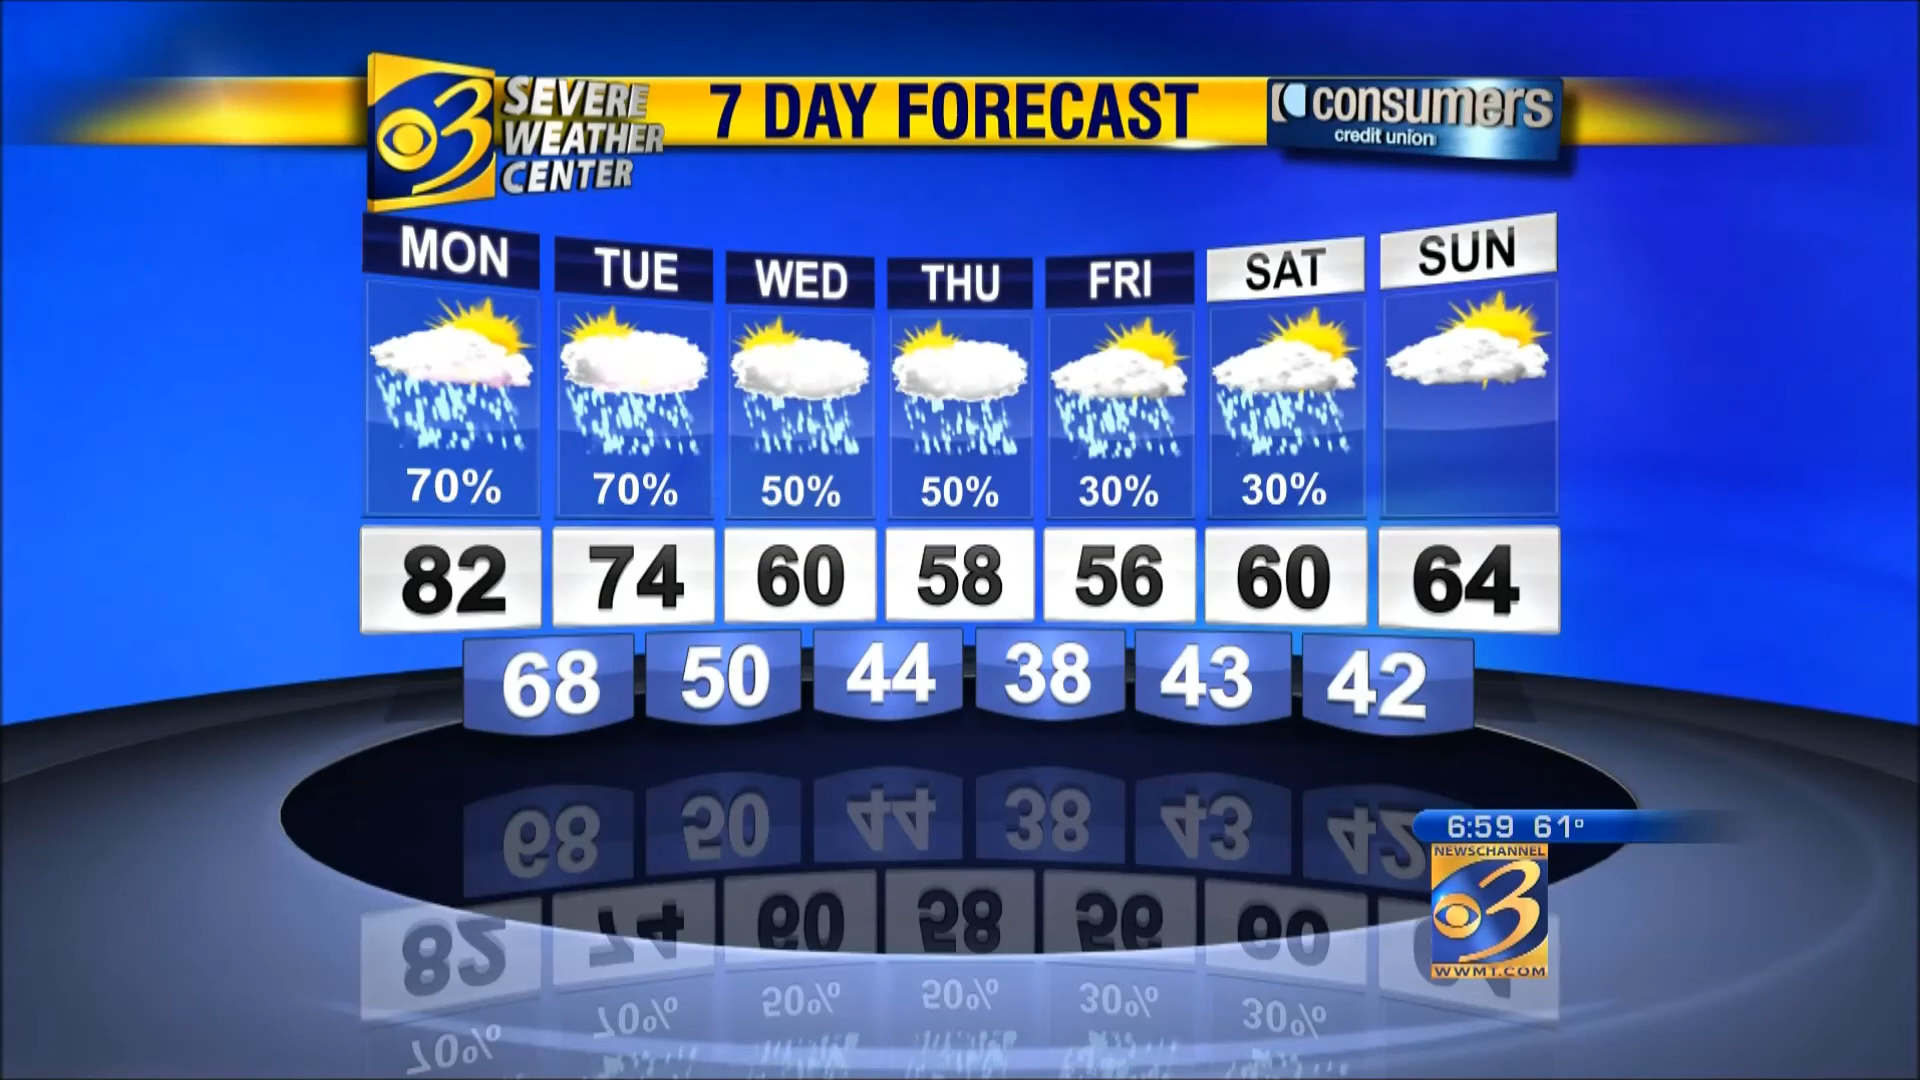 3 SEVERE WEATHER CENTER
7 DAY FORECAST
consumers
credit union
MON TUE WED THU FRI SAT SUN
70% 70% 50% 50% 30% 30%
82 74 60 58 56 60 64
68 50 44 38 43 42
6:59 61°
NEWSCHANNEL
3
WWMT.COM